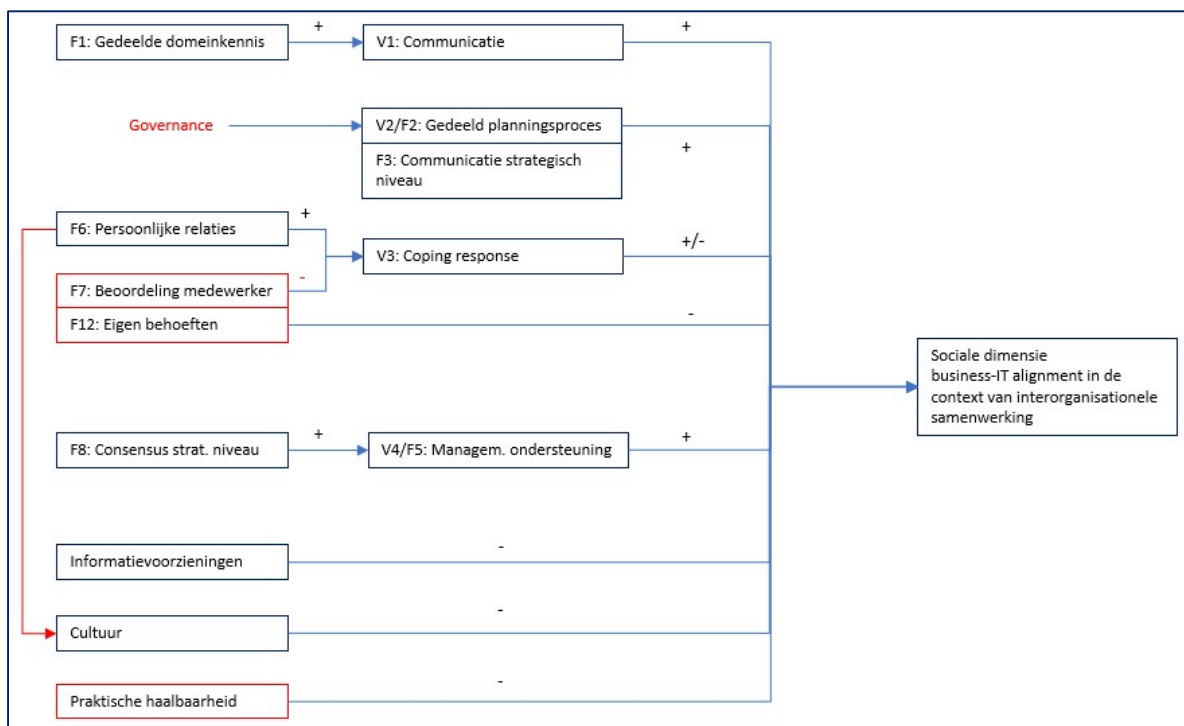 F1: Gedeelde domeinkennis
+
V1: Communicatie
+
Governance
V2/F2: Gedeeld planningsproces
F3: Communicatie strategisch
niveau
+
F6: Persoonlijke relaties
+
V3: Coping response
+/-
F7: Beoordeling medewerker
-
F12: Eigen behoeften
-
Sociale dimensie
business-IT alignment in de
context van interorganisationele
samenwerking
F8: Consensus strat. niveau
+
V4/F5: Managem. ondersteuning
+
Informatievoorzieningen
-
Cultuur
-
Praktische haalbaarheid
-